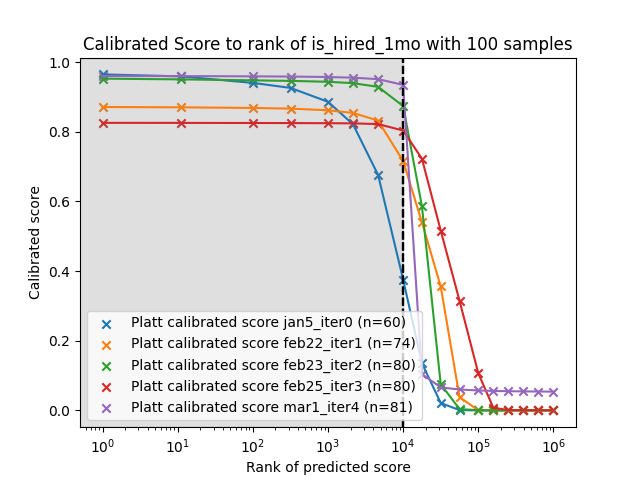 Calibrated Score to rank of is_hired_1mo with 100 samples
Calibrated score
1.0
0.8
0.6
0.4
0.2
0.0
Platt calibrated score jan5_iter0 (n=60)
Platt calibrated score feb22_iter1 (n=74)
Platt calibrated score feb23_iter2 (n=80)
Platt calibrated score feb25_iter3 (n=80)
Platt calibrated score mar1_iter4 (n=81)
10⁰ 10¹ 10² 10³ 10⁴ 10⁵ 10⁶
Rank of predicted score